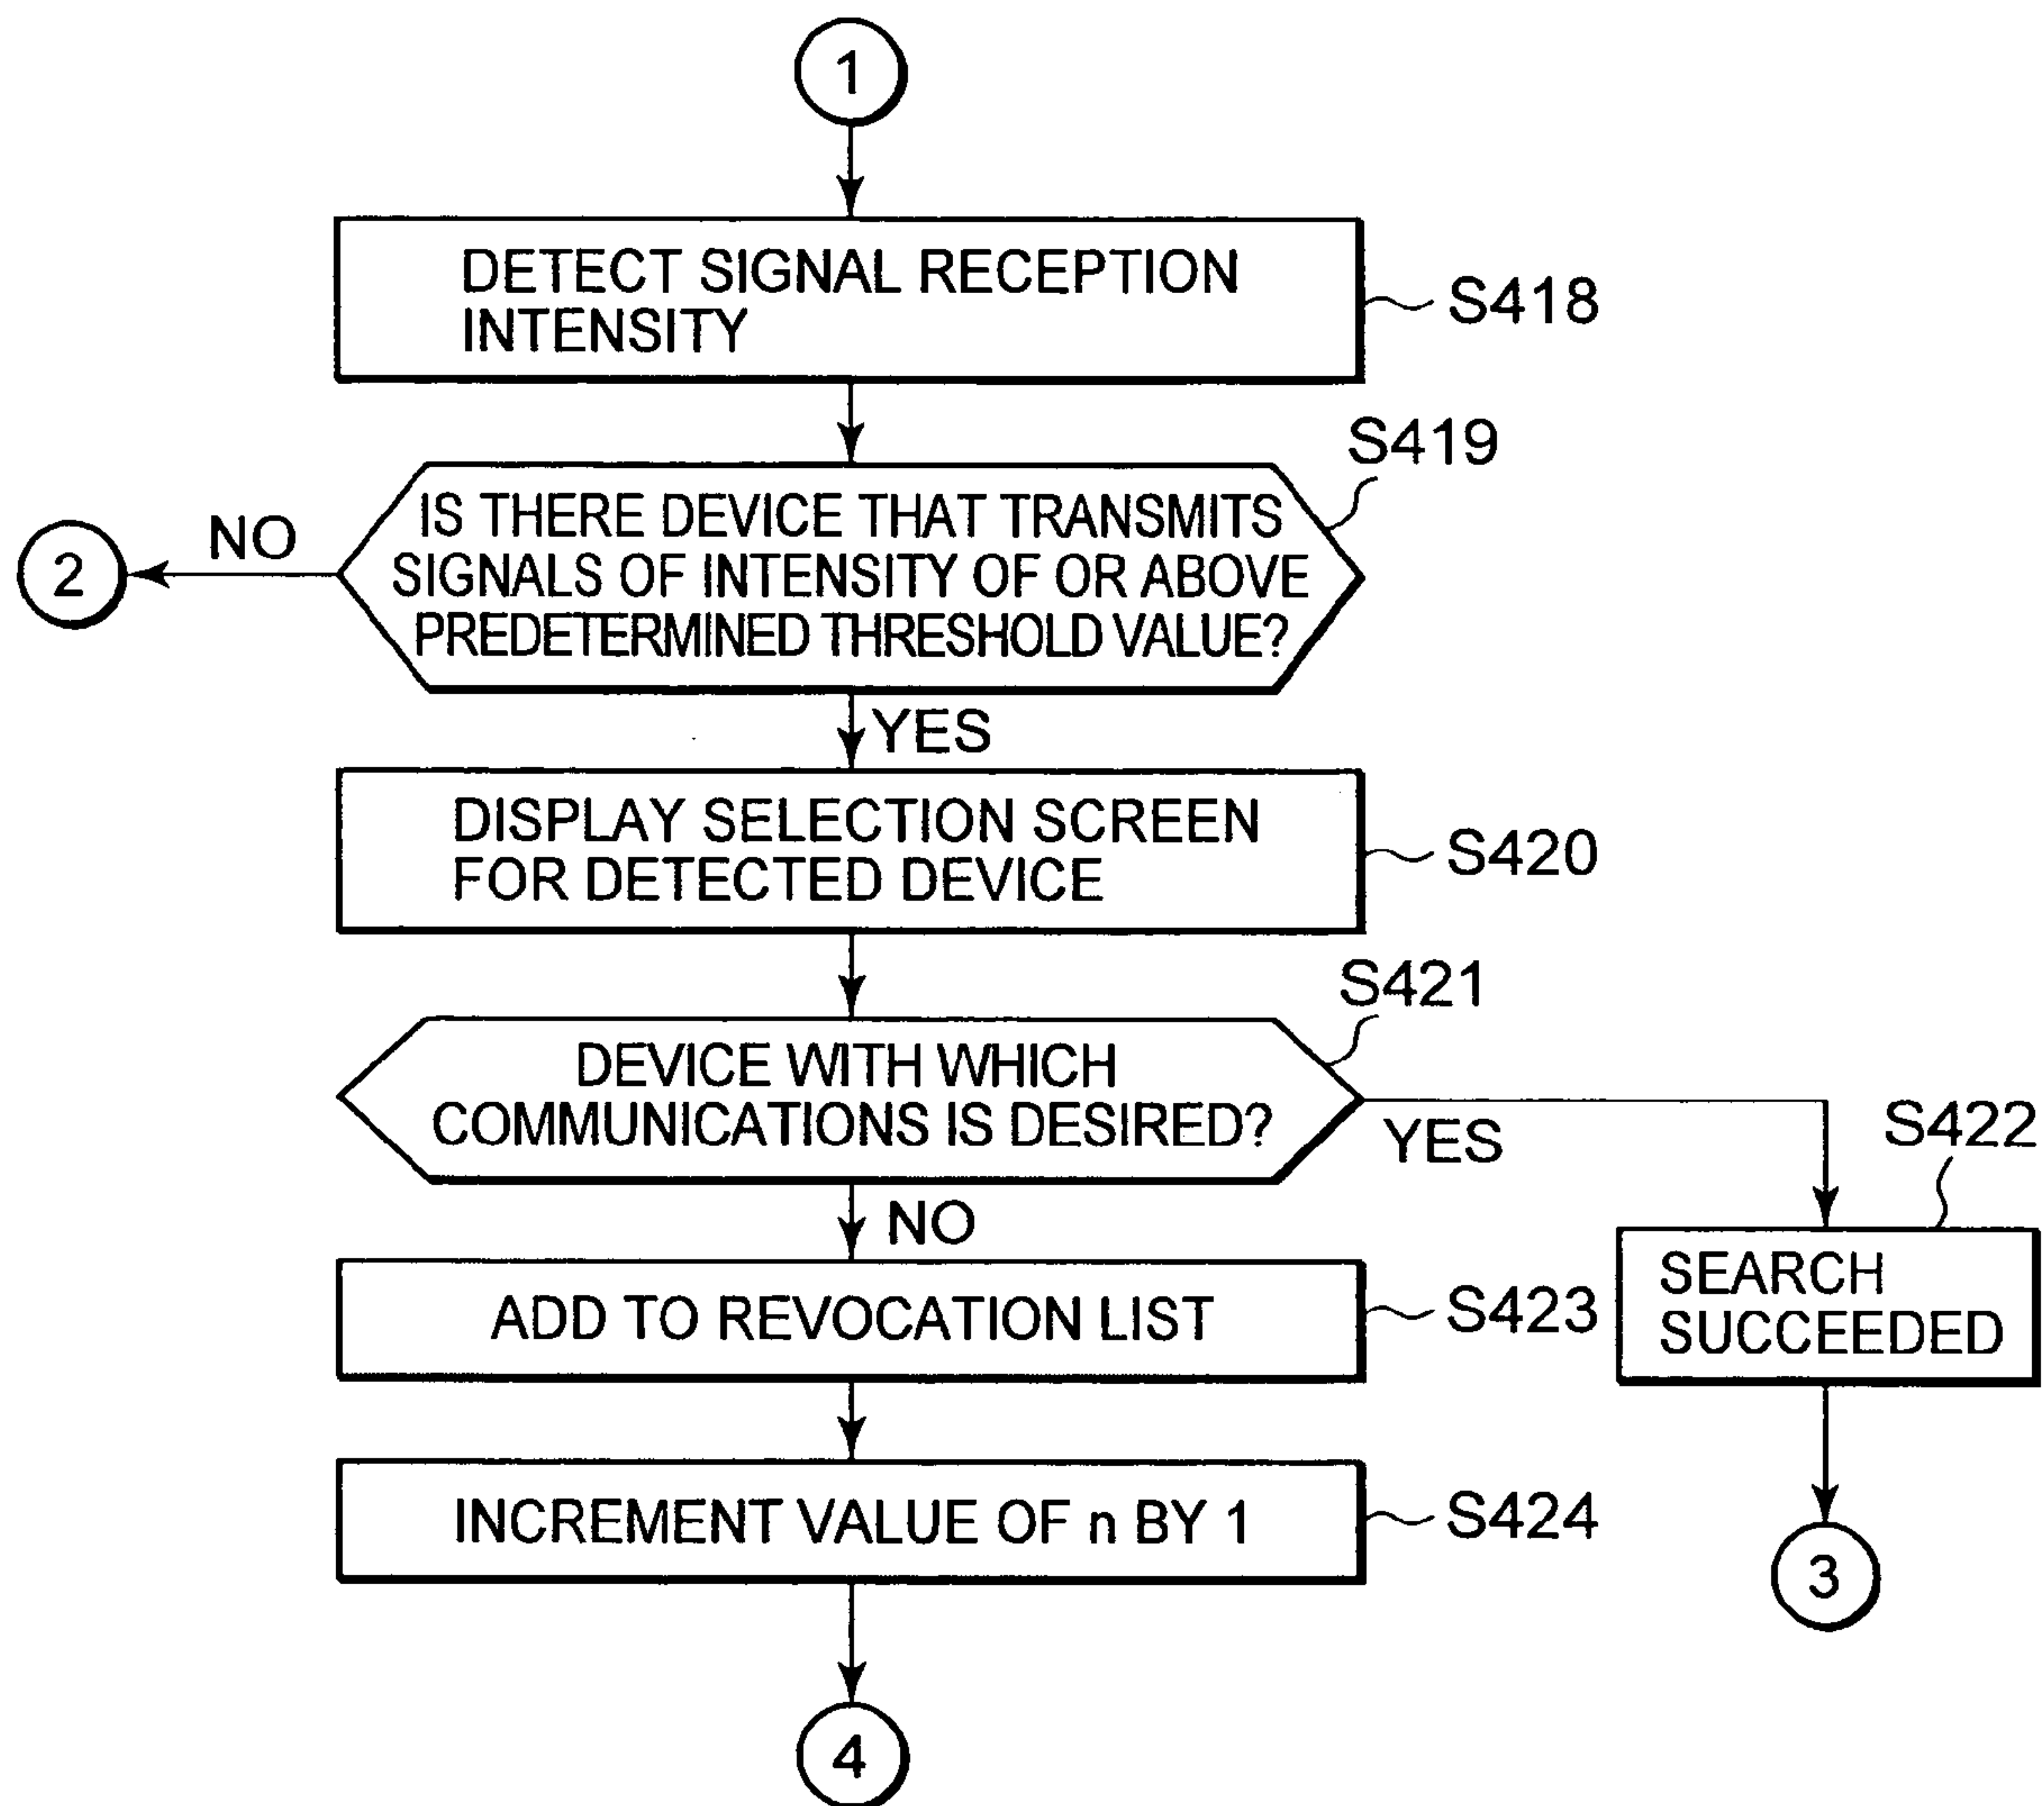 1
DETECT SIGNAL RECEPTION
INTENSITY
S418
S419
IS THERE DEVICE THAT TRANSMITS
SIGNALS OF INTENSITY OF OR ABOVE
PREDETERMINED THRESHOLD VALUE?
NO
2
YES
DISPLAY SELECTION SCREEN
FOR DETECTED DEVICE
S420
S421
DEVICE WITH WHICH
COMMUNICATIONS IS DESIRED?
YES
S422
SEARCH
SUCCEEDED
3
NO
ADD TO REVOCATION LIST
S423
INCREMENT VALUE OF n BY 1
S424
4